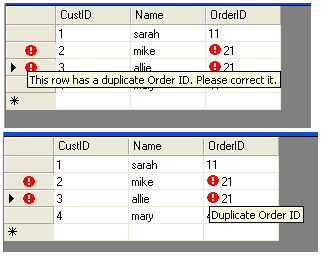 CustID Name OrderID
1 sarah 11
2 mike 21
3 allie 21
This row has a duplicate Order ID. Please correct it.
CustID Name OrderID
1 sarah 11
2 mike 21
3 allie 21
4 mary
Duplicate Order ID